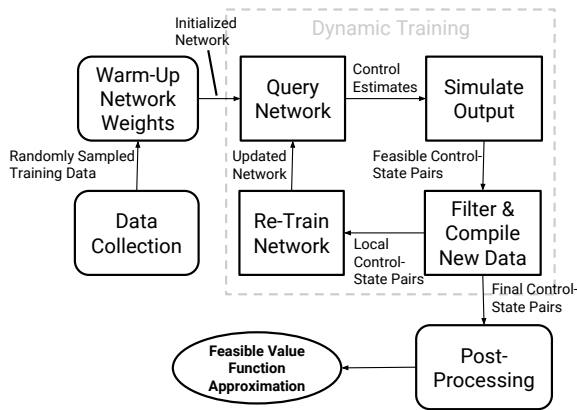 Initialized
Network
Dynamic Training
Warm-Up
Network
Weights
Query
Network
Control
Estimates
Simulate
Output
Randomly Sampled
Training Data
Updated
Network
Feasible Control-
State Pairs
Data
Collection
Re-Train
Network
Local
Control-
State Pairs
Filter &
Compile
New Data
Final Control-
State Pairs
Feasible Value
Function
Approximation
Post-
Processing